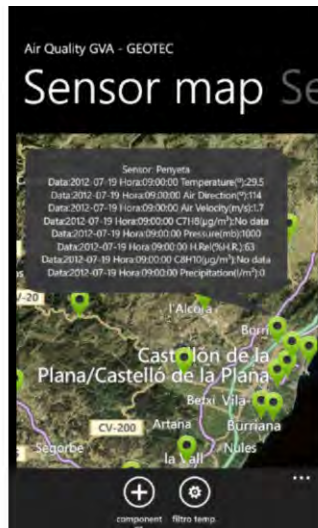 Air Quality GVA - GEOTEC
Sensor map Se
Sensor: Penyeta
Data:2012-07-19 Hora:09:00:00 Temperature(º):29.5
Data:2012-07-19 Hora:09:00:00 Air Direction:114
Data:2012-07-19 Hora:09:00:00 Air Velocity(m/s):1.7
Data:2012-07-19 Hora:09:00:00 C7H8(µg/m³):No data
Data:2012-07-19 Hora:09:00:00 Pressure(mb):1000
Data:2012-07-19 Hora:09:00:00 H.Rel(%H.R.):63
Data:2012-07-19 Hora:09:00:00 C8H10(µg/m³):No data
Data:2012-07-19 Hora:09:00:00 Precipitation(l/m²):0
V-20
l'Alcora
Borri
Castellón de la
Plana/Castelló de la Plana
Betxí Vila-
CV-200 Artana Burriana
Segorbe la Vall Nules
...
component filtro temp.